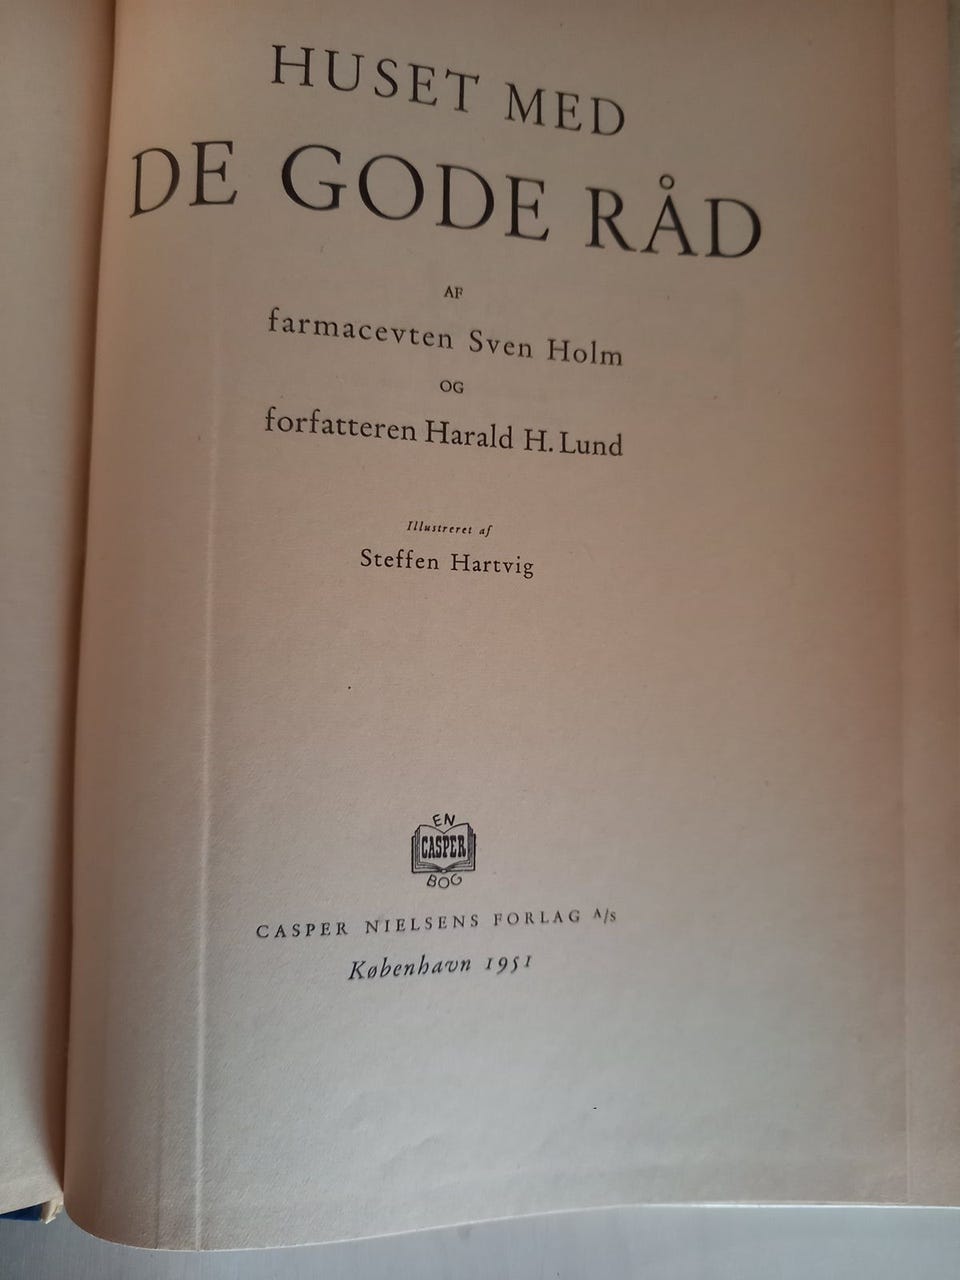 HUSET MED
DE GODE RÅD
AF
farmacevten Sven Holm
OG
forfatteren Harald H. Lund
Illustreret af
Steffen Hartvig
EN
CASPER
BOG
CASPER NIELSENS FORLAG A/S
København 1951